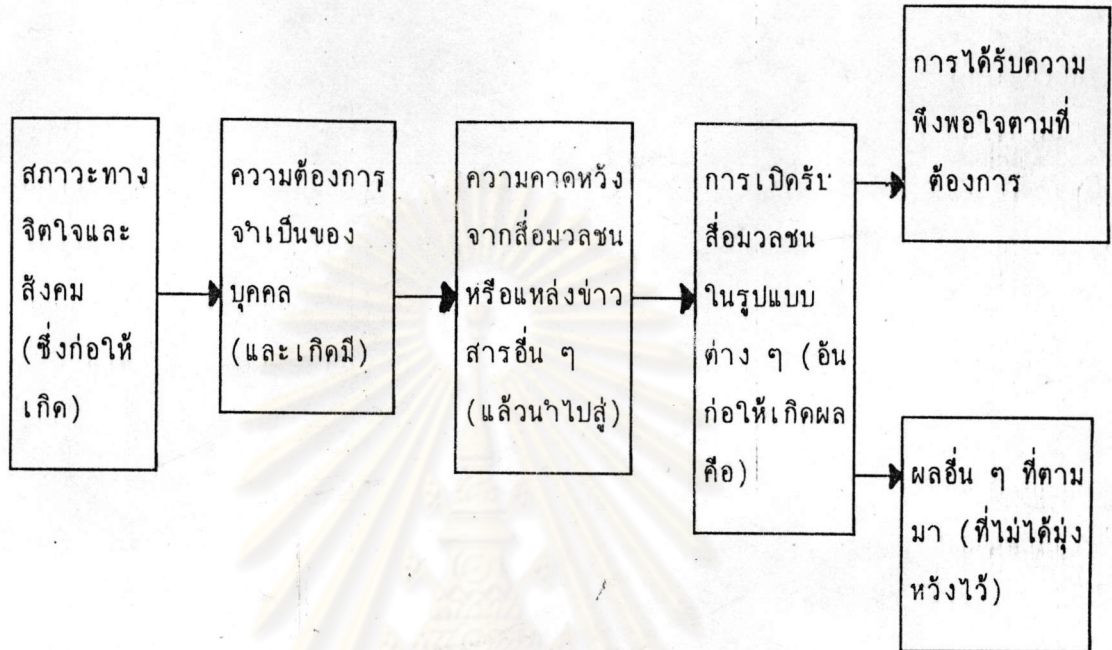 สภาวะทาง
จิตใจและ
สังคม
(ซึ่งก่อให้
เกิด)
ความต้องการ
จำเป็นของ
บุคคล
(และเกิดมี)
ความคาดหวัง
จากสื่อมวลชน
หรือแหล่งข่าว
สารอื่น ๆ
(แล้วนำไปสู่)
การเปิดรับ
สื่อมวลชน
ในรูปแบบ
ต่าง ๆ (อัน
ก่อให้เกิดผล
คือ)
การได้รับความ
พึงพอใจตามที่
ต้องการ
ผลอื่น ๆ ที่ตาม
มา (ที่ไม่ได้มุ่ง
หวังไว้)